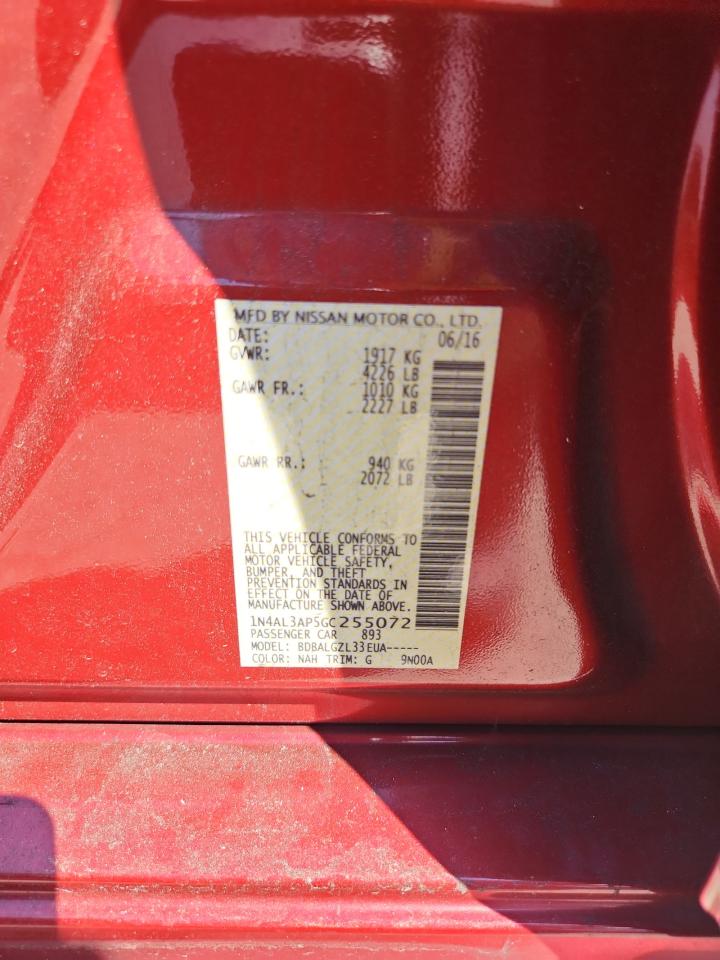 MFD BY NISSAN MOTOR CO., LTD.
DATE: 06/16
GVWR: 1917 KG
4226 LB
GAWR FR.: 1010 KG
2227 LB
GAWR RR.: 940 KG
2072 LB
THIS VEHICLE CONFORMS TO
ALL APPLICABLE FEDERAL
MOTOR VEHICLE SAFETY,
BUMPER, AND THEFT
PREVENTION STANDARDS IN
EFFECT ON THE DATE OF
MANUFACTURE SHOWN ABOVE.
1N4AL3AP5GC255072
PASSENGER CAR 893
MODEL: BDBALGZL33EUA-----
COLOR: NAH TRIM: G 9N00A